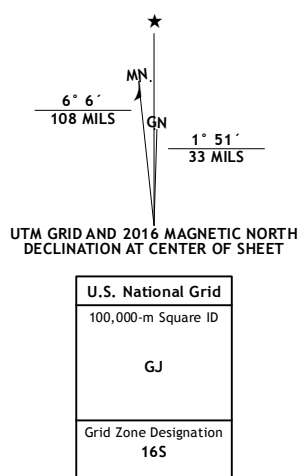 ★
MN.
6° 6´
108 MILS
GN
1° 51´
33 MILS
UTM GRID AND 2016 MAGNETIC NORTH
DECLINATION AT CENTER OF SHEET
U.S. National Grid
100,000-m Square ID
GJ
Grid Zone Designation
16S